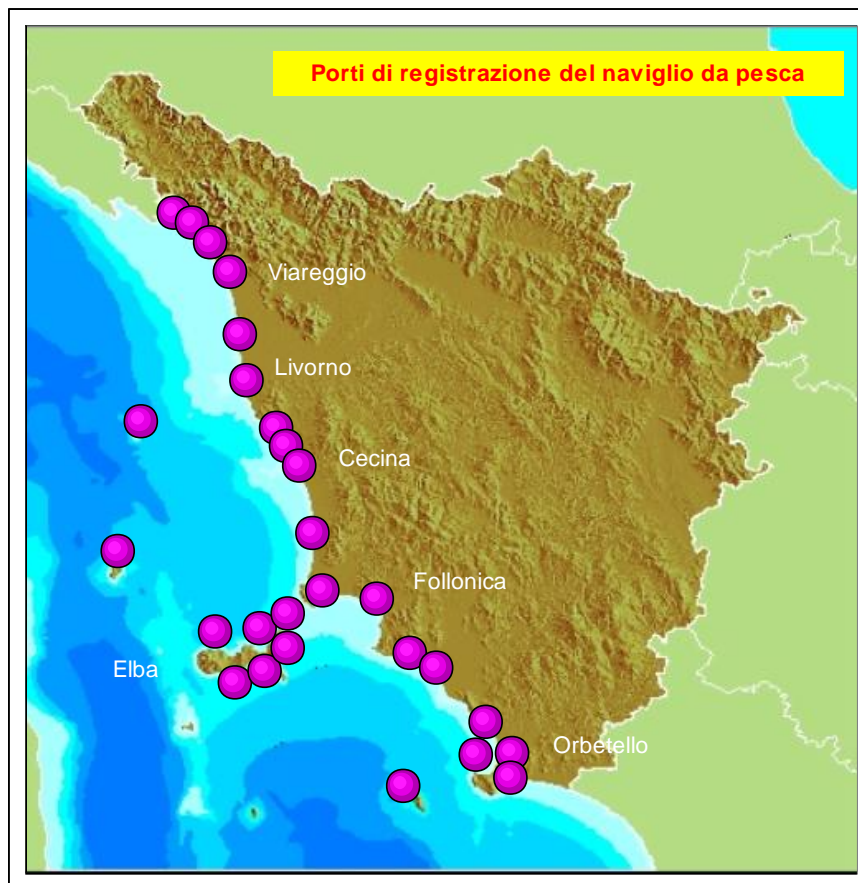 Porti di registrazione del naviglio da pesca
Viareggio
Livorno
Cecina
Follonica
Elba
Orbetello